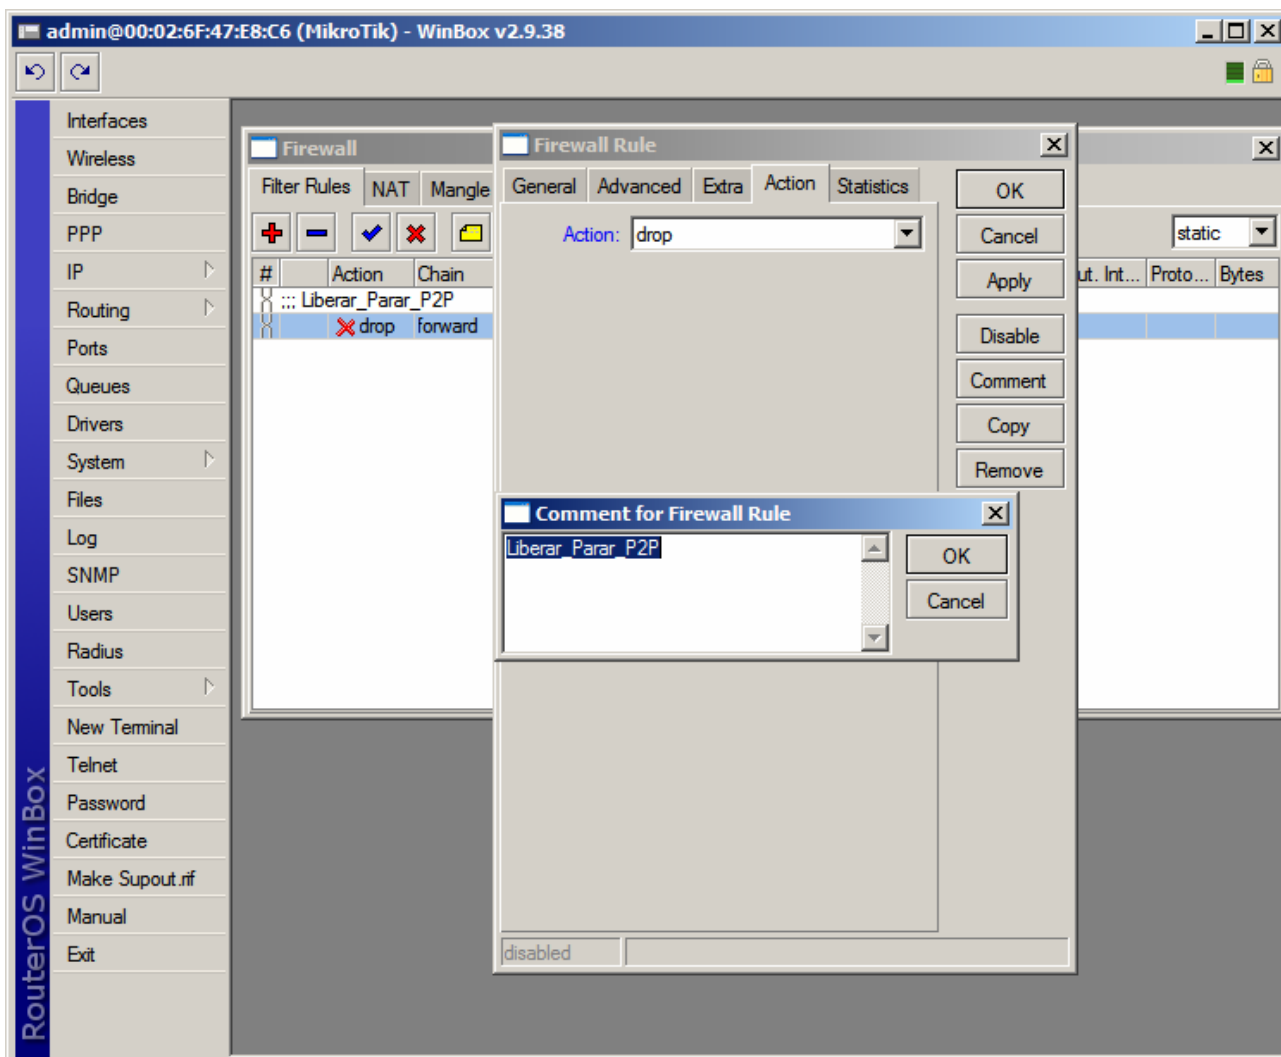 admin@00:02:6F:47:E8:C6 (MikroTik) - WinBox v2.9.38
RouterOS WinBox
Interfaces
Wireless
Bridge
PPP
IP
Routing
Ports
Queues
Drivers
System
Files
Log
SNMP
Users
Radius
Tools
New Terminal
Telnet
Password
Certificate
Make Supout.rif
Manual
Exit
Firewall
Filter Rules NAT Mangle
static
# Action Chain
ut. Int... Proto... Bytes
;;; Liberar_Parar_P2P
drop forward
Firewall Rule
General Advanced Extra Action Statistics
Action: drop
OK
Cancel
Apply
Disable
Comment
Copy
Remove
Comment for Firewall Rule
Liberar_Parar_P2P
OK
Cancel
disabled